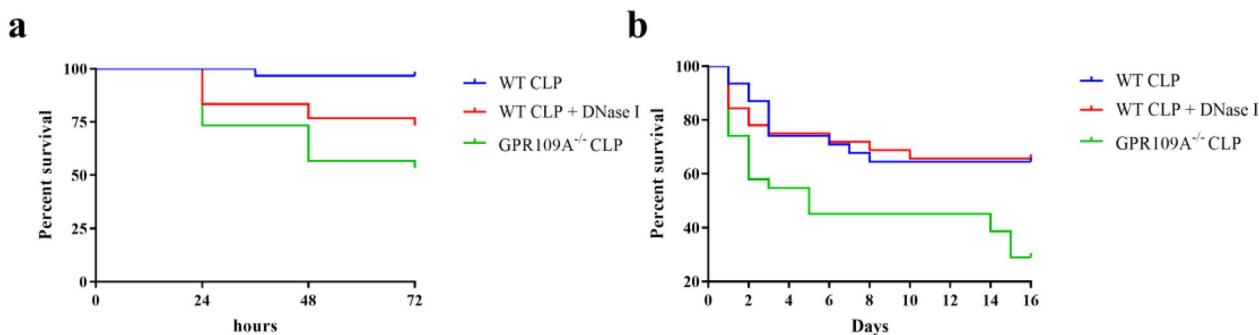 a
Percent survival
100
75
50
25
0
0 24 48 72
hours
WT CLP
WT CLP + DNase I
GPR109A-/- CLP
b
Percent survival
100
80
60
40
20
0 2 4 6 8 10 12 14 16
Days
WT CLP
WT CLP + DNase I
GPR109A-/- CLP